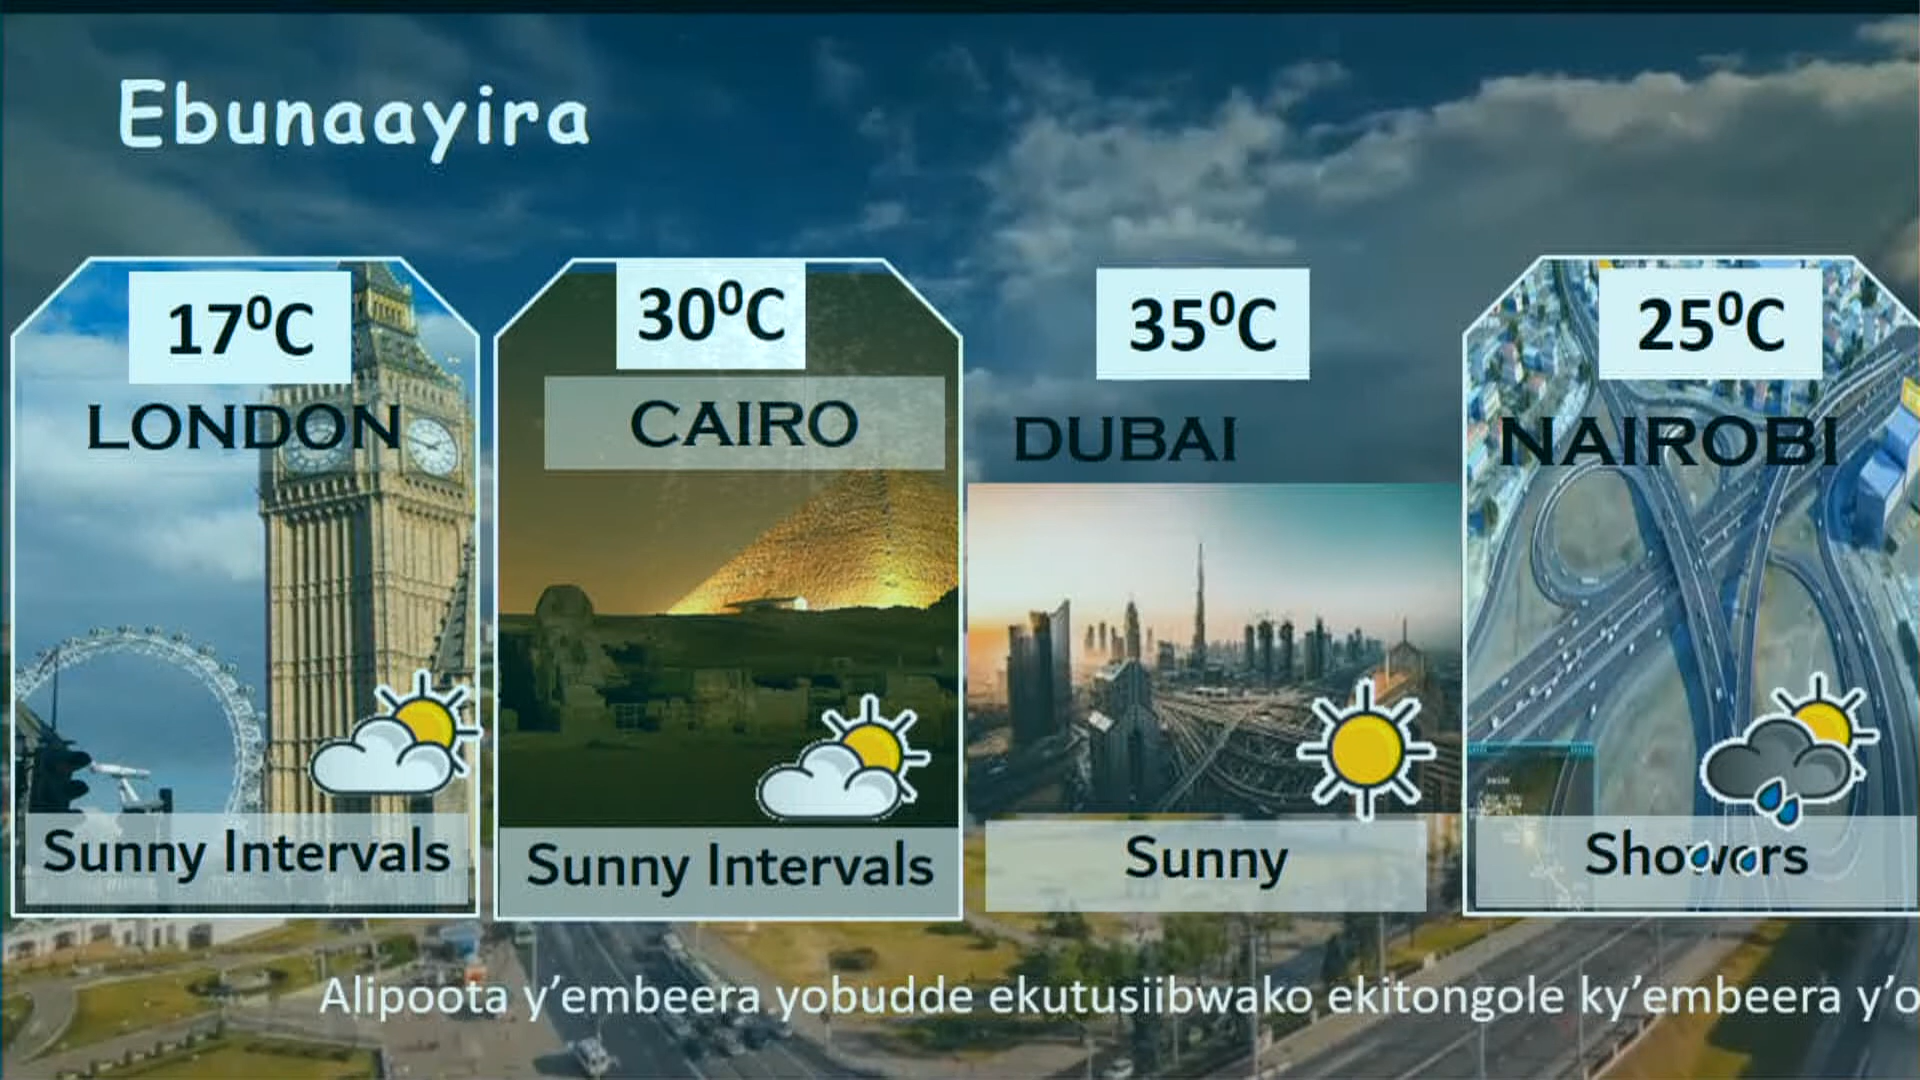 Ebunaayira
17⁰C
LONDON
Sunny Intervals
30⁰C
CAIRO
Sunny Intervals
35⁰C
DUBAI
Sunny
25⁰C
NAIROBI
Showers
Alipoota y’embeera yobudde ekutusiibwako ekitongole ky’embeera y’o